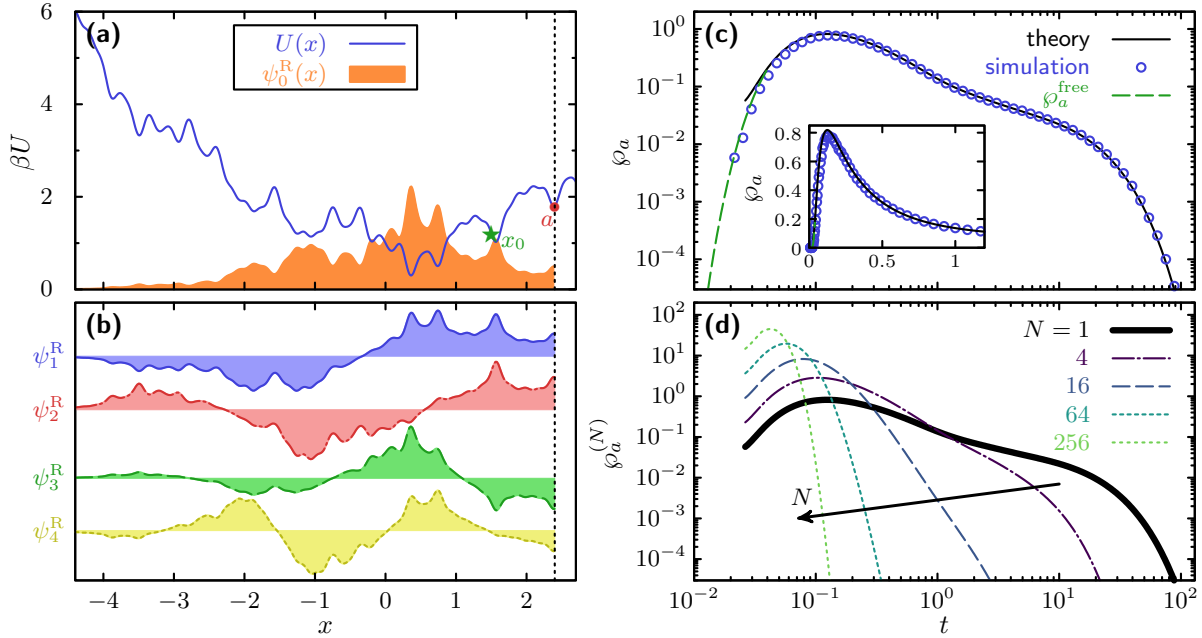 (a)
U(x)
ψ₀ᴿ(x)
βU
6
4
2
0
x₀
a
(b)
ψ₁ᴿ
ψ₂ᴿ
ψ₃ᴿ
ψ₄ᴿ
−4 −3 −2 −1 0 1 2
x
(c)
theory
simulation
℘ₐᶠʳᵉᵉ
℘ₐ
10⁰
10⁻¹
10⁻²
10⁻³
10⁻⁴
℘ₐ
0.8
0.6
0.4
0.2
0
0 0.5 1
(d)
N = 1
4
16
64
256
N
℘ₐ⁽ᴺ⁾
10²
10¹
10⁰
10⁻¹
10⁻²
10⁻³
10⁻⁴
10⁻² 10⁻¹ 10⁰ 10¹ 10²
t